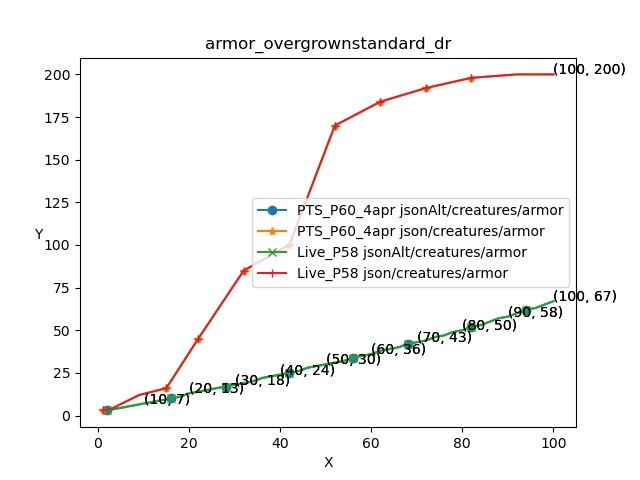 armor_overgrownstandard_dr
200
(100, 200)
175
150
125
PTS_P60_4apr jsonAlt/creatures/armor
Y
PTS_P60_4apr json/creatures/armor
100
Live_P58 jsonAlt/creatures/armor
Live_P58 json/creatures/armor
75
(100, 67)
(90, 58)
50
(80, 50)
(70, 43)
(60, 36)
(50, 30)
25
(40, 24)
(30, 18)
(20, 13)
(10, 7)
0
0 20 40 60 80 100
X